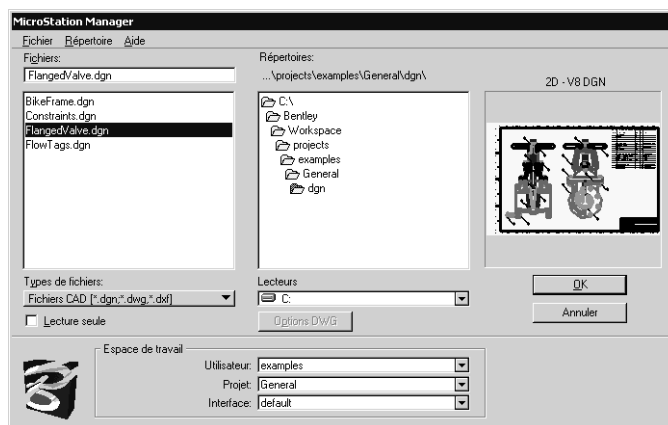 MicroStation Manager
Fichier Répertoire Aide
Fichiers:
FlangedValve.dgn
BikeFrame.dgn
Constraints.dgn
FlangedValve.dgn
FlowTags.dgn
Types de fichiers:
Fichiers CAD [*.dgn;*.dwg,*.dxf]
Lecture seule
Répertoires:
...\projects\examples\General\dgn\
C:\
Bentley
Workspace
projects
examples
General
dgn
Lecteurs
C:
Options DWG
2D - V8 DGN
OK
Annuler
Espace de travail
Utilisateur: examples
Projet: General
Interface: default